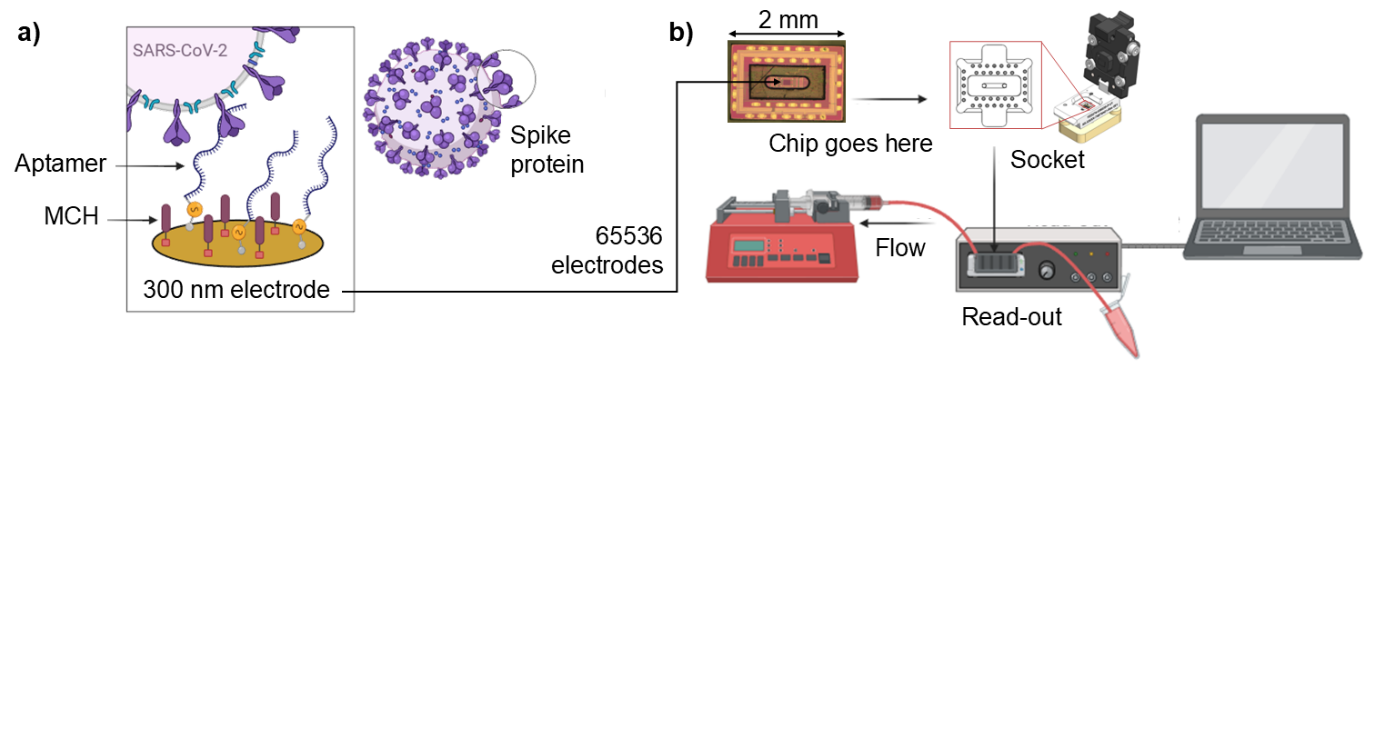 a)
SARS-CoV-2
Aptamer
MCH
300 nm electrode
Spike
protein
65536
electrodes
b)
2 mm
Chip goes here
Socket
Flow
Read-out